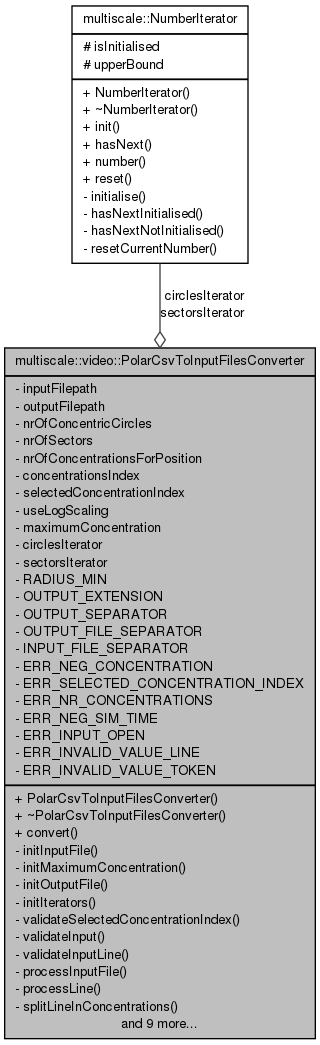 multiscale::NumberIterator
# isInitialised
# upperBound
+ NumberIterator()
+ ~NumberIterator()
+ init()
+ hasNext()
+ number()
+ reset()
- initialise()
- hasNextInitialised()
- hasNextNotInitialised()
- resetCurrentNumber()
circlesIterator
sectorsIterator
multiscale::video::PolarCsvToInputFilesConverter
- inputFilepath
- outputFilepath
- nrOfConcentricCircles
- nrOfSectors
- nrOfConcentrationsForPosition
- concentrationsIndex
- selectedConcentrationIndex
- useLogScaling
- maximumConcentration
- circlesIterator
- sectorsIterator
- RADIUS_MIN
- OUTPUT_EXTENSION
- OUTPUT_SEPARATOR
- OUTPUT_FILE_SEPARATOR
- INPUT_FILE_SEPARATOR
- ERR_NEG_CONCENTRATION
- ERR_SELECTED_CONCENTRATION_INDEX
- ERR_NR_CONCENTRATIONS
- ERR_NEG_SIM_TIME
- ERR_INPUT_OPEN
- ERR_INVALID_VALUE_LINE
- ERR_INVALID_VALUE_TOKEN
+ PolarCsvToInputFilesConverter()
+ ~PolarCsvToInputFilesConverter()
+ convert()
- initInputFile()
- initMaximumConcentration()
- initOutputFile()
- initIterators()
- validateSelectedConcentrationIndex()
- validateInput()
- validateInputLine()
- processInputFile()
- processLine()
- splitLineInConcentrations()
and 9 more...